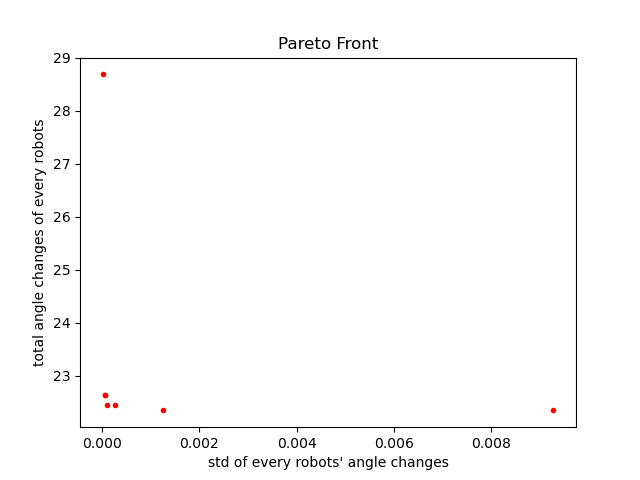 Pareto Front
total angle changes of every robots
29
28
27
26
25
24
23
0.000 0.002 0.004 0.006 0.008
std of every robots' angle changes